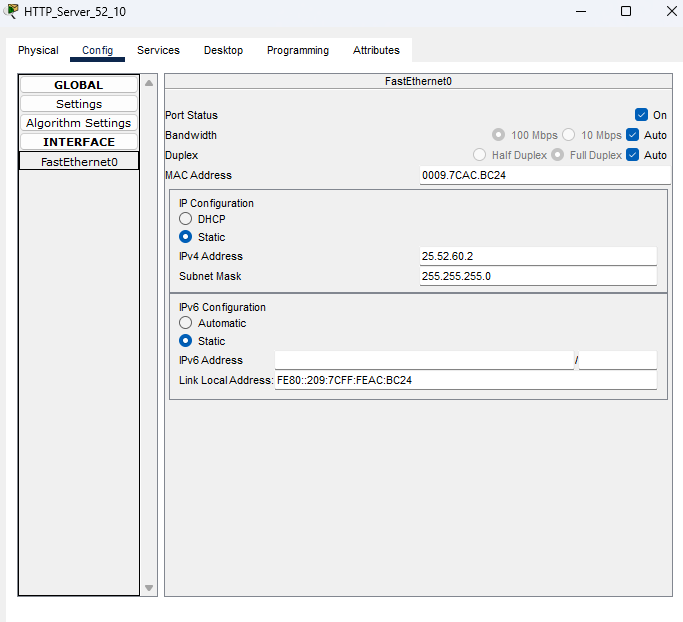 HTTP_Server_52_10
Physical Config Services Desktop Programming Attributes
GLOBAL
Settings
Algorithm Settings
INTERFACE
FastEthernet0
FastEthernet0
Port Status On
Bandwidth 100 Mbps 10 Mbps Auto
Duplex Half Duplex Full Duplex Auto
MAC Address 0009.7CAC.BC24
IP Configuration
DHCP
Static
IPv4 Address 25.52.60.2
Subnet Mask 255.255.255.0
IPv6 Configuration
Automatic
Static
IPv6 Address /
Link Local Address: FE80::209:7CFF:FEAC:BC24